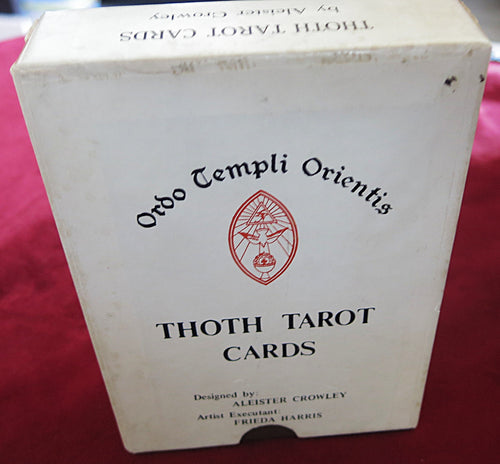 THOTH TAROT CARDS
by Aleister Crowley
Ordo Templi Orientis
THOTH TAROT
CARDS
Designed by:
ALEISTER CROWLEY
Artist Executant:
FRIEDA HARRIS